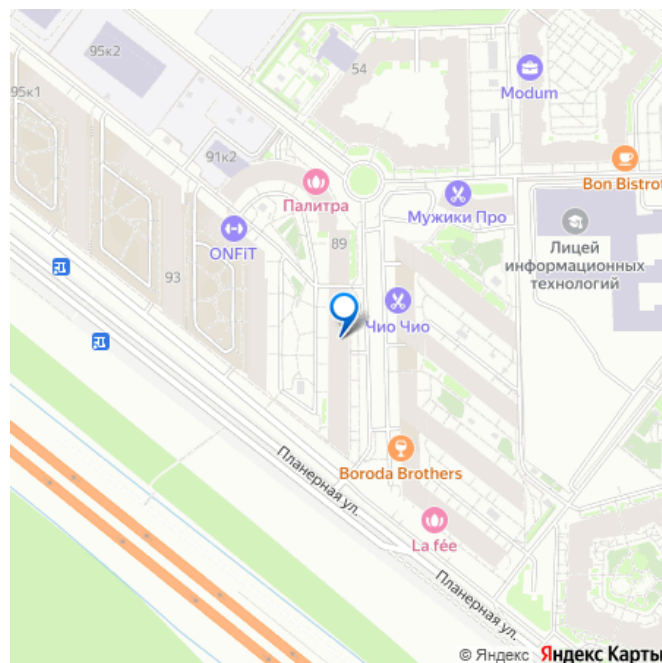 95к2
54
Modum
95к1
91к2
Bon Bistrot
Палитра
Мужики Про
89
Лицей
информационных
технологий
ONFIT
93
Чио Чио
Boroda Brothers
Планерная ул.
La fée
Планерная ул.
© Яндекс Яндекс Карты